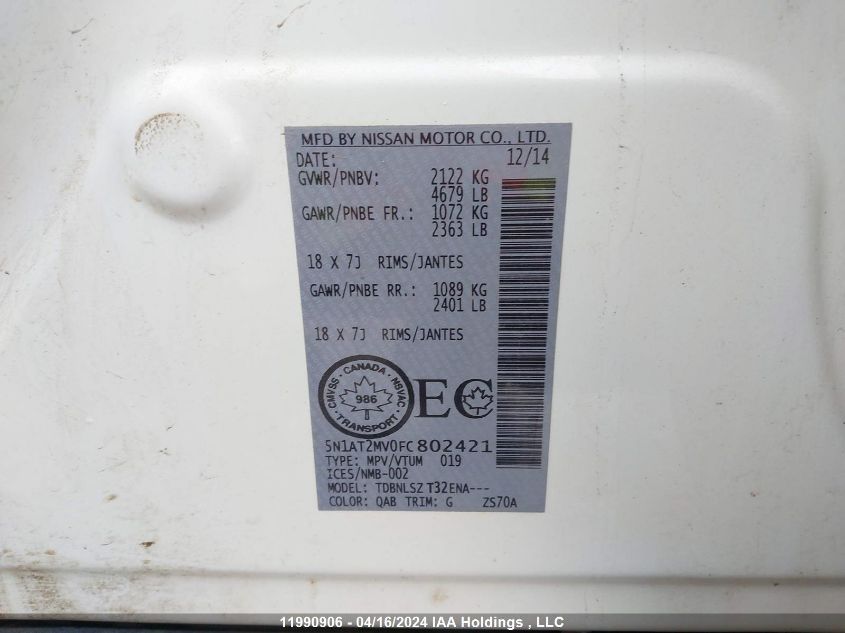 MFD BY NISSAN MOTOR CO., LTD.
DATE: 12/14
GVWR/PNBV: 2122 KG
4679 LB
GAWR/PNBE FR.: 1072 KG
2363 LB
18 X 7J RIMS/JANTES
GAWR/PNBE RR.: 1089 KG
2401 LB
18 X 7J RIMS/JANTES
CMVSS · CANADA · NSVAC · TRANSPORT ·
986
EC
5N1AT2MV0FC802421
TYPE: MPV/VTUM 019
ICES/NMB-002
MODEL: TDBNLSZ T32ENA---
COLOR: QAB TRIM: G ZS70A
11990906 - 04/16/2024 IAA Holdings , LLC